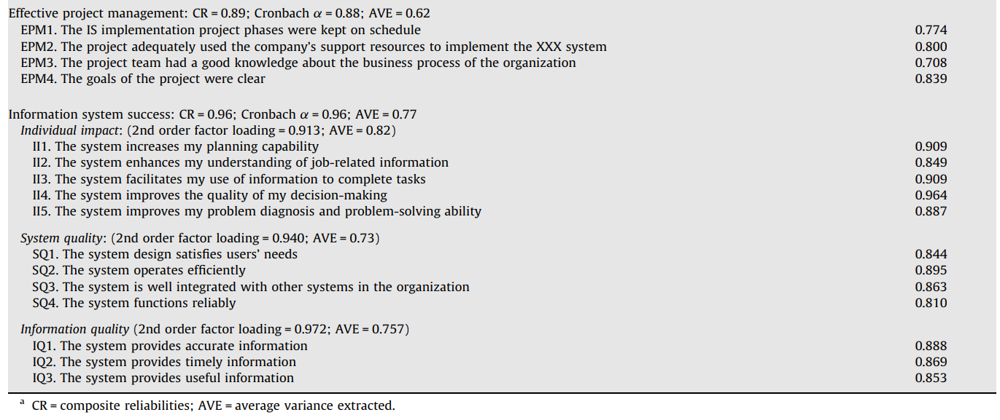 Effective project management: CR = 0.89; Cronbach α = 0.88; AVE = 0.62
EPM1. The IS implementation project phases were kept on schedule 0.774
EPM2. The project adequately used the company's support resources to implement the XXX system 0.800
EPM3. The project team had a good knowledge about the business process of the organization 0.708
EPM4. The goals of the project were clear 0.839
Information system success: CR = 0.96; Cronbach α = 0.96; AVE = 0.77
Individual impact: (2nd order factor loading = 0.913; AVE = 0.82)
II1. The system increases my planning capability 0.909
II2. The system enhances my understanding of job-related information 0.849
II3. The system facilitates my use of information to complete tasks 0.909
II4. The system improves the quality of my decision-making 0.964
II5. The system improves my problem diagnosis and problem-solving ability 0.887
System quality: (2nd order factor loading = 0.940; AVE = 0.73)
SQ1. The system design satisfies users' needs 0.844
SQ2. The system operates efficiently 0.895
SQ3. The system is well integrated with other systems in the organization 0.863
SQ4. The system functions reliably 0.810
Information quality (2nd order factor loading = 0.972; AVE = 0.757)
IQ1. The system provides accurate information 0.888
IQ2. The system provides timely information 0.869
IQ3. The system provides useful information 0.853
a CR = composite reliabilities; AVE = average variance extracted.